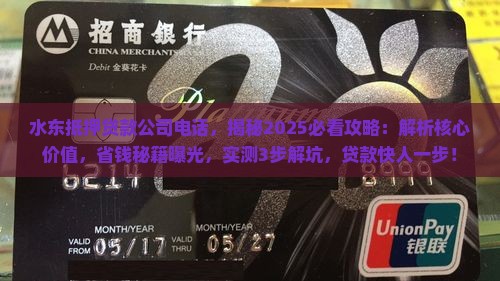 招商银行
CHINA MERCHANTS
Debit 金葵花卡
Platinum
水东抵押贷款公司电话，揭秘2025必看攻略：解析核心
价值，省钱秘籍曝光，实测3步解坑，贷款快人一步！
6214 9898
MONTH/YEAR MONTH/YEAR
VALID FROM 05/17 VALID THRU 05/27
UnionPay
银联